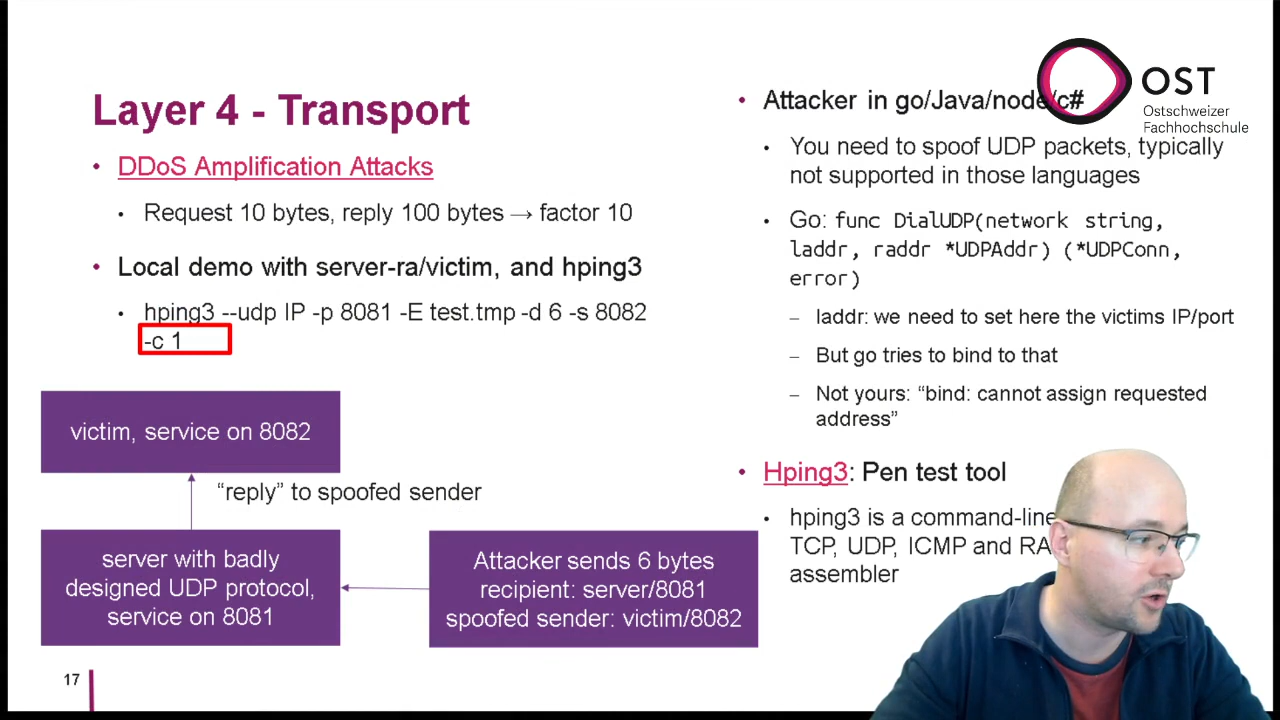 Layer 4 - Transport
• DDoS Amplification Attacks
• Request 10 bytes, reply 100 bytes → factor 10
• Local demo with server-ra/victim, and hping3
• hping3 --udp IP -p 8081 -E test.tmp -d 6 -s 8082
-c 1
victim, service on 8082
“reply” to spoofed sender
server with badly
designed UDP protocol,
service on 8081
Attacker sends 6 bytes
recipient: server/8081
spoofed sender: victim/8082
17
• Attacker in go/Java/node/c#
• You need to spoof UDP packets, typically
not supported in those languages
• Go: func DialUDP(network string,
laddr, raddr *UDPAddr) (*UDPConn,
error)
– laddr: we need to set here the victims IP/port
– But go tries to bind to that
– Not yours: “bind: cannot assign requested
address”
• Hping3: Pen test tool
• hping3 is a command-line
TCP, UDP, ICMP and
assembler
OST
Ostschweizer
Fachhochschule